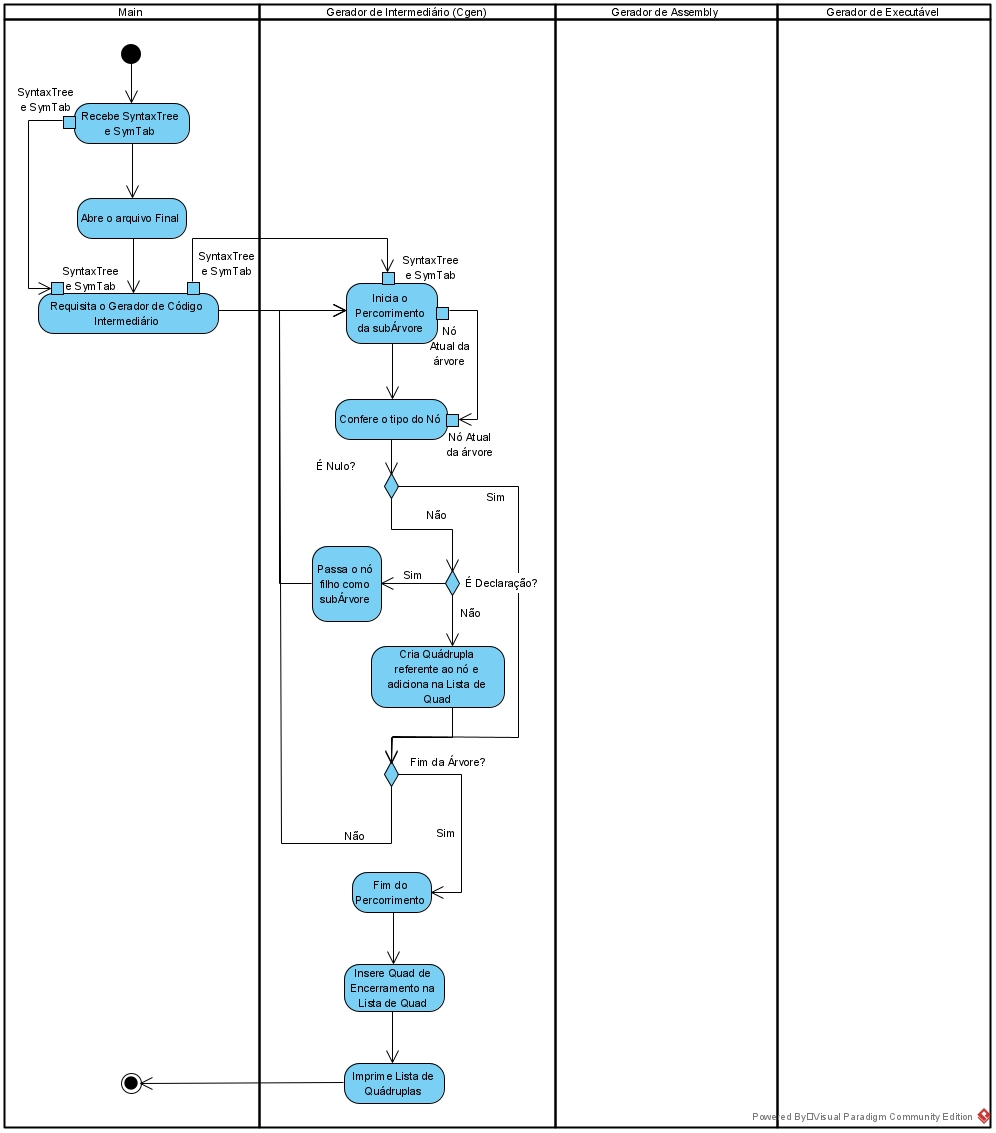 Main
Gerador de Intermediário (Cgen)
Gerador de Assembly
Gerador de Executável
SyntaxTree
e SymTab
Recebe SyntaxTree
e SymTab
Abre o arquivo Final
SyntaxTree
e SymTab
SyntaxTree
e SymTab
Requisita o Gerador de Código
Intermediário
SyntaxTree
e SymTab
Inicia o
Percorrimento
da subÁrvore
Nó
Atual da
árvore
Confere o tipo do Nó
Nó Atual
da árvore
É Nulo?
Sim
Não
Passa o nó
filho como
subÁrvore
Sim
É Declaração?
Não
Cria Quádrupla
referente ao nó e
adiciona na Lista de
Quad
Fim da Árvore?
Não
Sim
Fim do
Percorrimento
Insere Quad de
Encerramento na
Lista de Quad
Imprime Lista de
Quádruplas
Powered By Visual Paradigm Community Edition